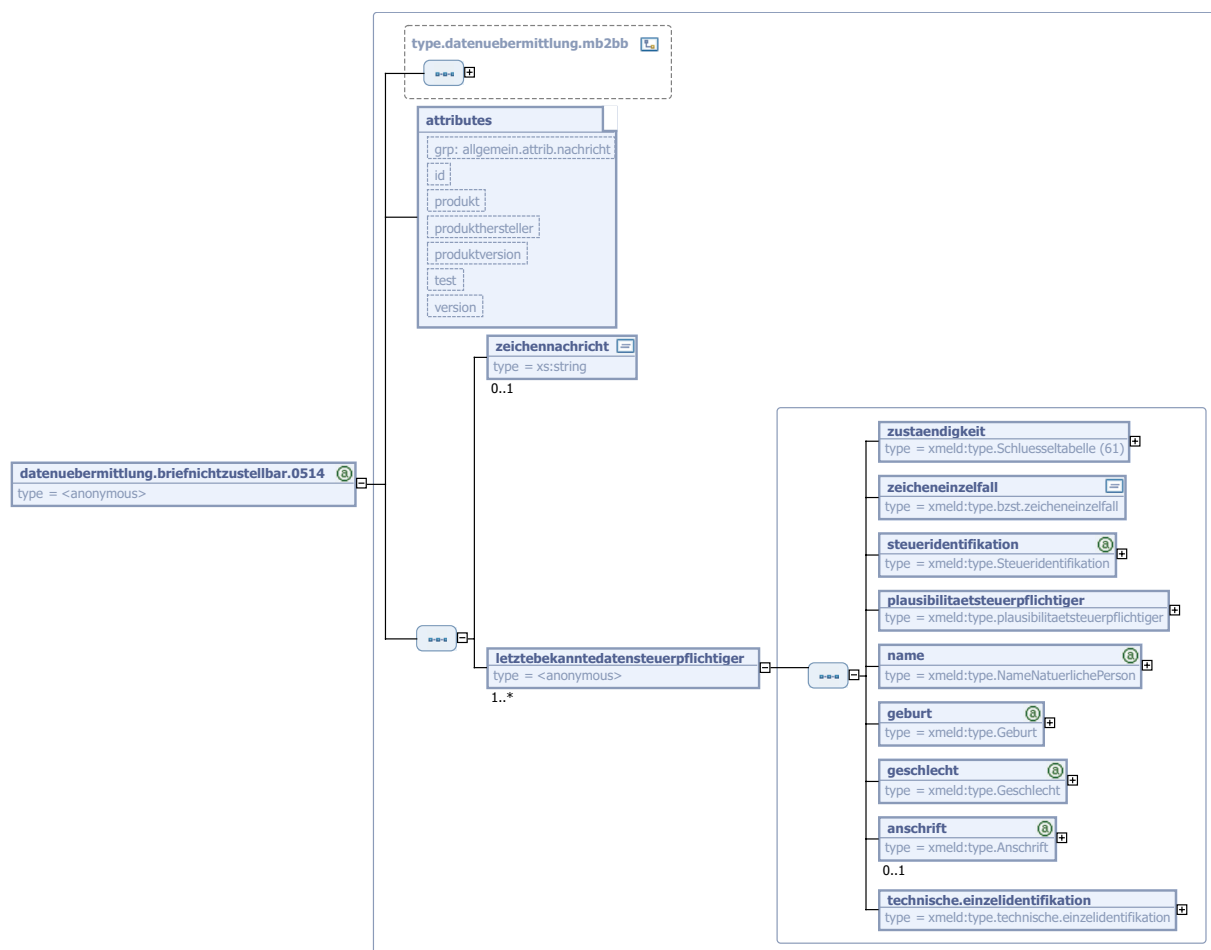 type.datenuebermittlung.mb2bb
attributes
grp: allgemein.attrib.nachricht
id
produkt
produkthersteller
produktversion
test
version
zeichennachricht
type = xs:string
0..1
datenuebermittlung.briefnichtzustellbar.0514 a
type = <anonymous>
letztebekanntedatensteuerpflichtiger
type = <anonymous>
1..*
zustaendigkeit
type = xmeld:type.Schluesseltabelle (61)
zeicheneinzelfall
type = xmeld:type.bzst.zeicheneinzelfall
steueridentifikation a
type = xmeld:type.Steueridentifikation
plausibilitaetsteuerpflichtiger
type = xmeld:type.plausibilitaetsteuerpflichtiger
name a
type = xmeld:type.NameNatuerlichePerson
geburt a
type = xmeld:type.Geburt
geschlecht a
type = xmeld:type.Geschlecht
anschrift a
type = xmeld:type.Anschrift
0..1
technische.einzelidentifikation
type = xmeld:type.technische.einzelidentifikation